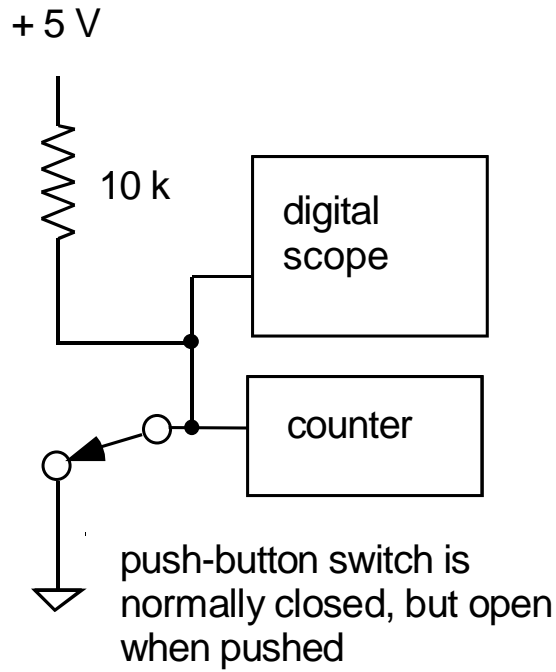 + 5 V
10 k
digital
scope
counter
push-button switch is
normally closed, but open
when pushed